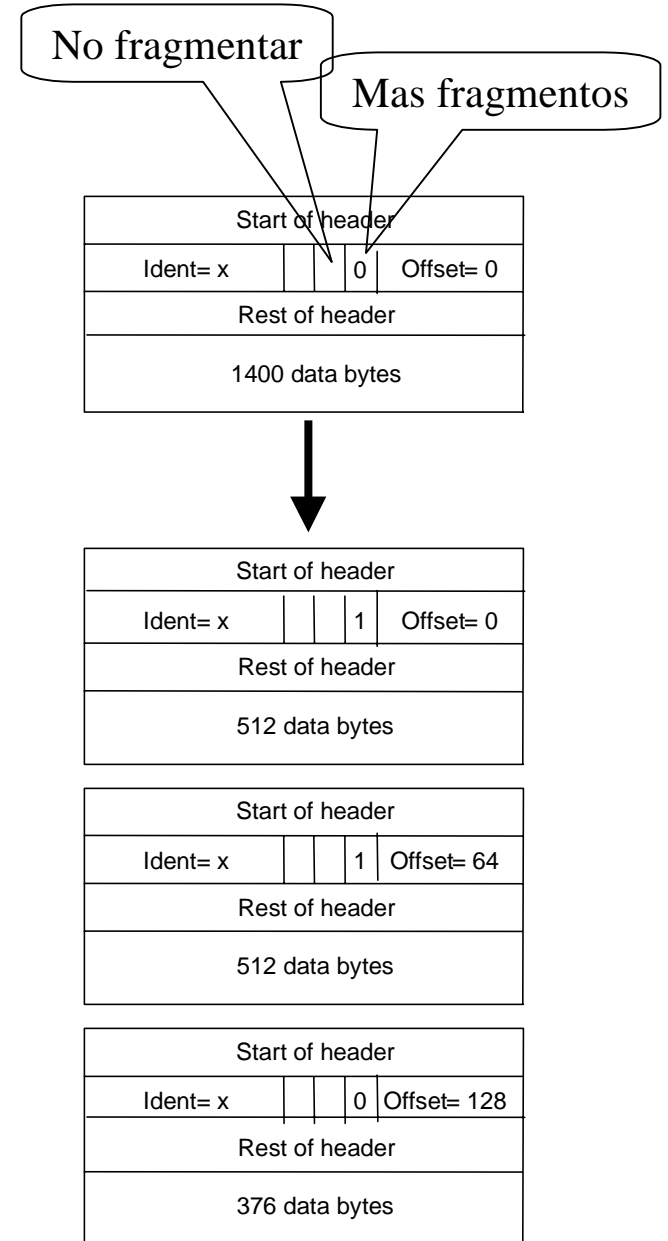 No fragmentar
Mas fragmentos
Start of header
Ident= x 0 Offset= 0
Rest of header
1400 data bytes
Start of header
Ident= x 1 Offset= 0
Rest of header
512 data bytes
Start of header
Ident= x 1 Offset= 64
Rest of header
512 data bytes
Start of header
Ident= x 0 Offset= 128
Rest of header
376 data bytes